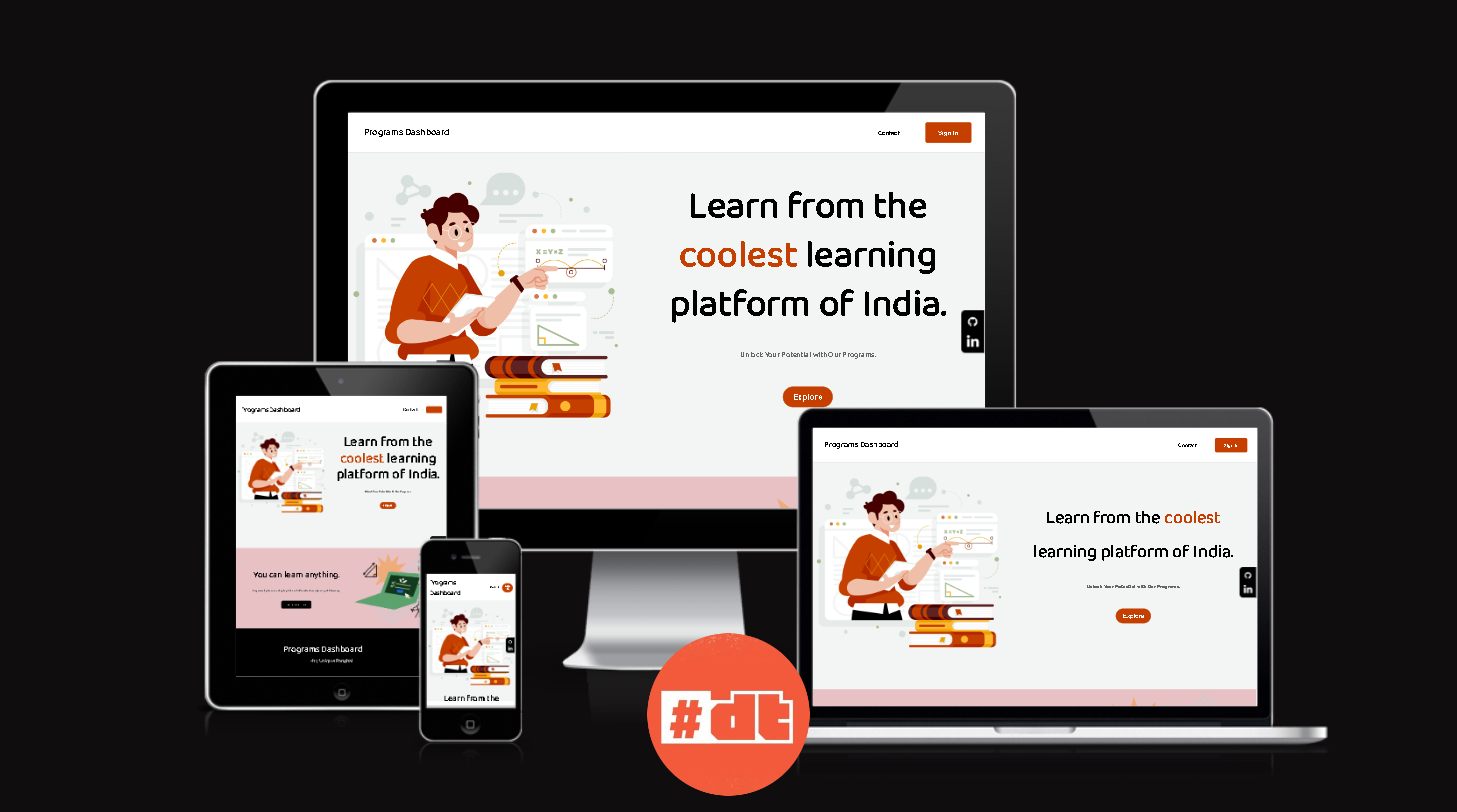 Programs Dashboard
Contact
Sign In
Learn from the
coolest learning
platform of India.
X=Y+Z
Unlock Your Potential with Our Programs.
in
Explore
Programs Dashboard
Contact
Learn from the
coolest learning
platform of India.
You can learn anything.
Programs Dashboard
Programs
Dashboard
in
Learn from the
#dt
Programs Dashboard
Contact
Sign In
X=Y+Z
Learn from the coolest
learning platform of India.
Unlock Your Potential with Our Programs.
in
Explore